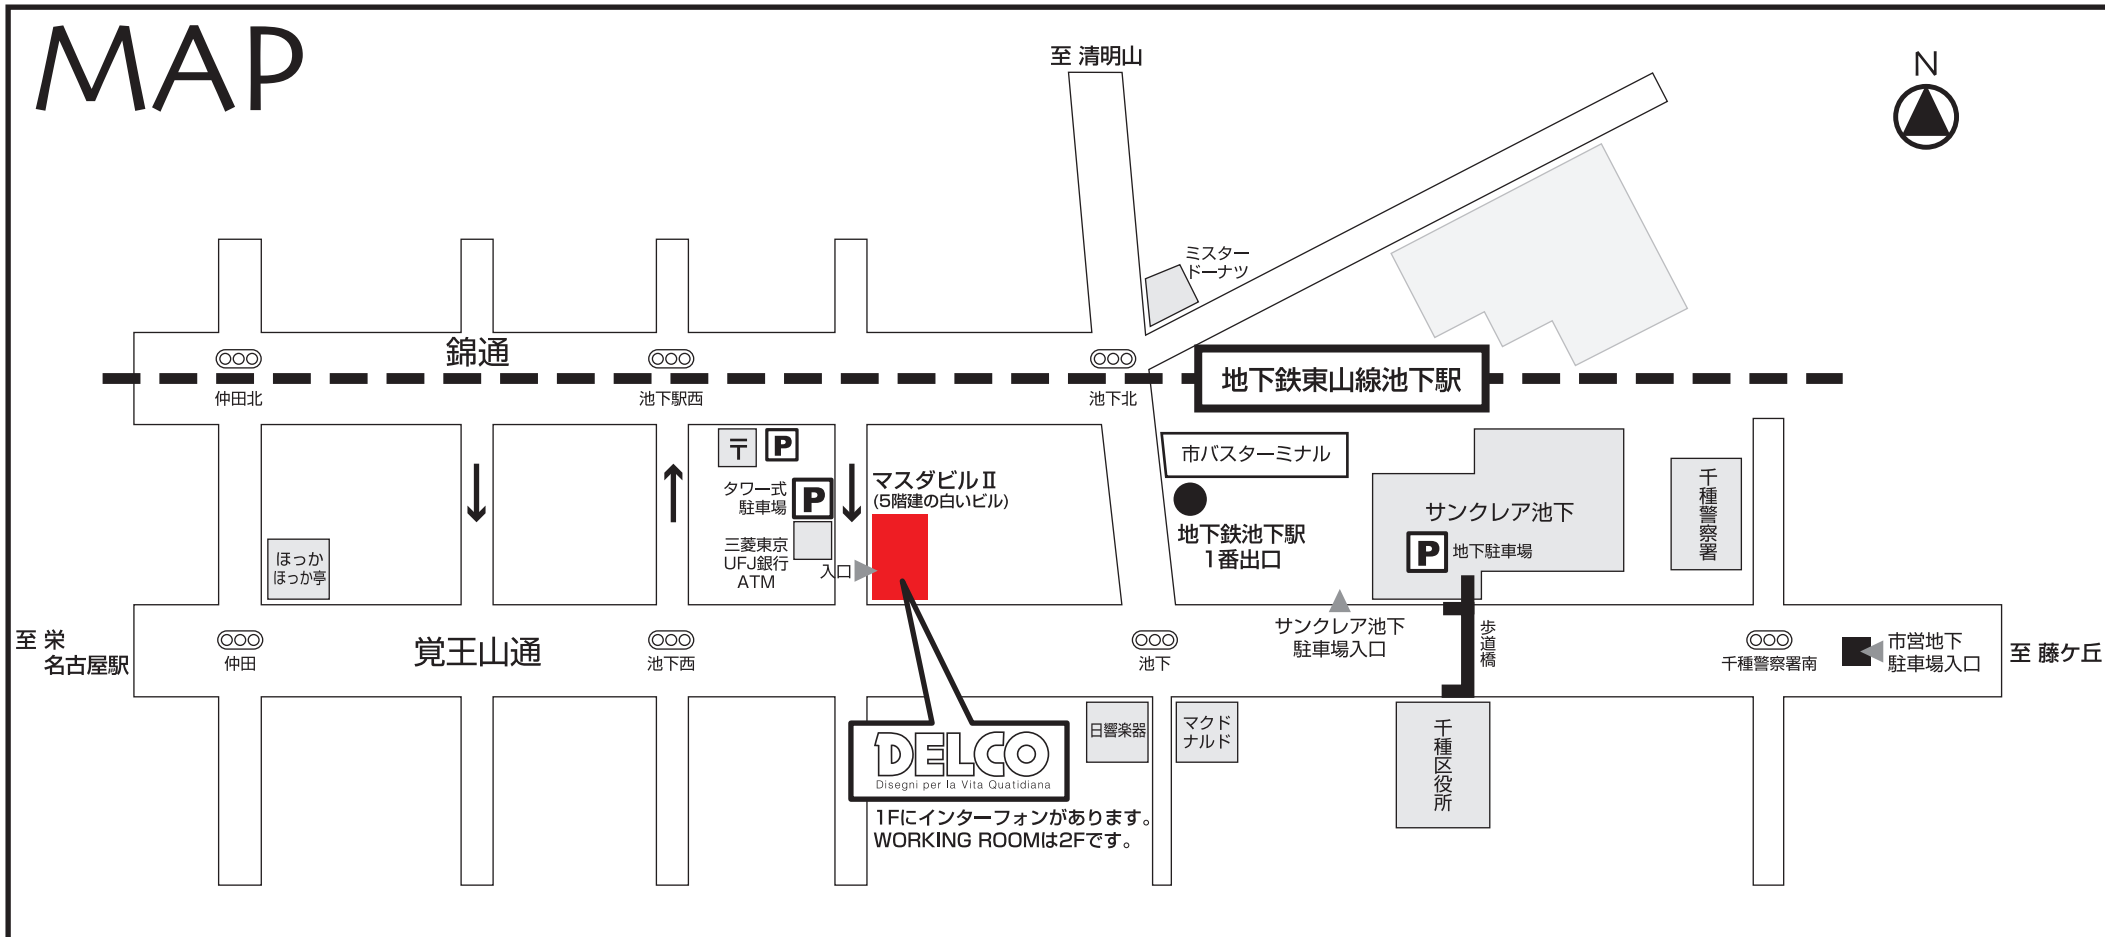 MAP
至 清明山
N
ミスター
ドーナツ
錦通
地下鉄東山線池下駅
仲田北
池下駅西
池下北
〒
P
市バスターミナル
マスダビルⅡ
(5階建の白いビル)
タワー式
駐車場
P
千種警察署
サンクレア池下
地下鉄池下駅
1番出口
P
地下駐車場
ほっか
ほっか亭
三菱東京
UFJ銀行
ATM
入口
サンクレア池下
駐車場入口
歩道橋
至 栄
名古屋駅
仲田
覚王山通
池下西
池下
千種警察署南
市営地下
駐車場入口
至 藤ケ丘
日響楽器
マクド
ナルド
千種区役所
DELCO
Disegni per la Vita Quatidiana
1Fにインターフォンがあります。
WORKING ROOMは2Fです。